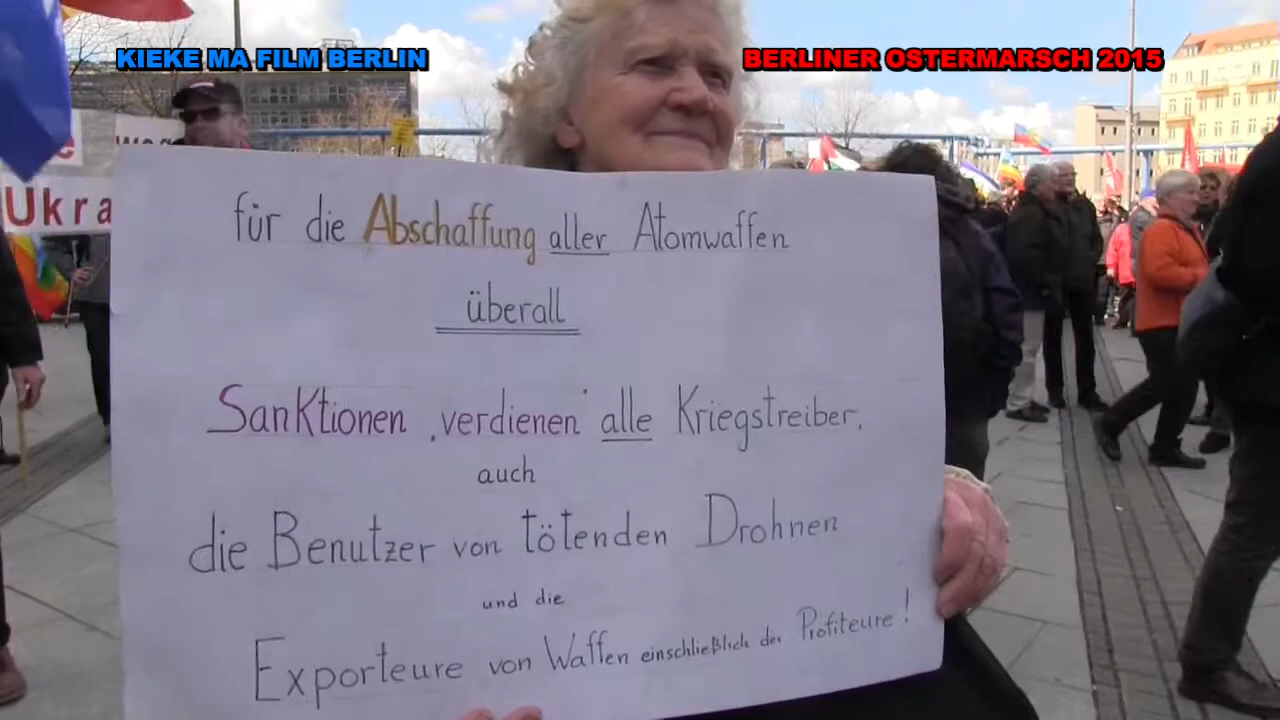 KIEKE MA FILM BERLIN
BERLINER OSTERMARSCH 2015
Ukra
für die Abschaffung aller Atomwaffen
überall
Sanktionen „verdienen" alle Kriegstreiber,
auch
die Benutzer von tötenden Drohnen
und die
Exporteure von Waffen einschließlich der Profiteure!